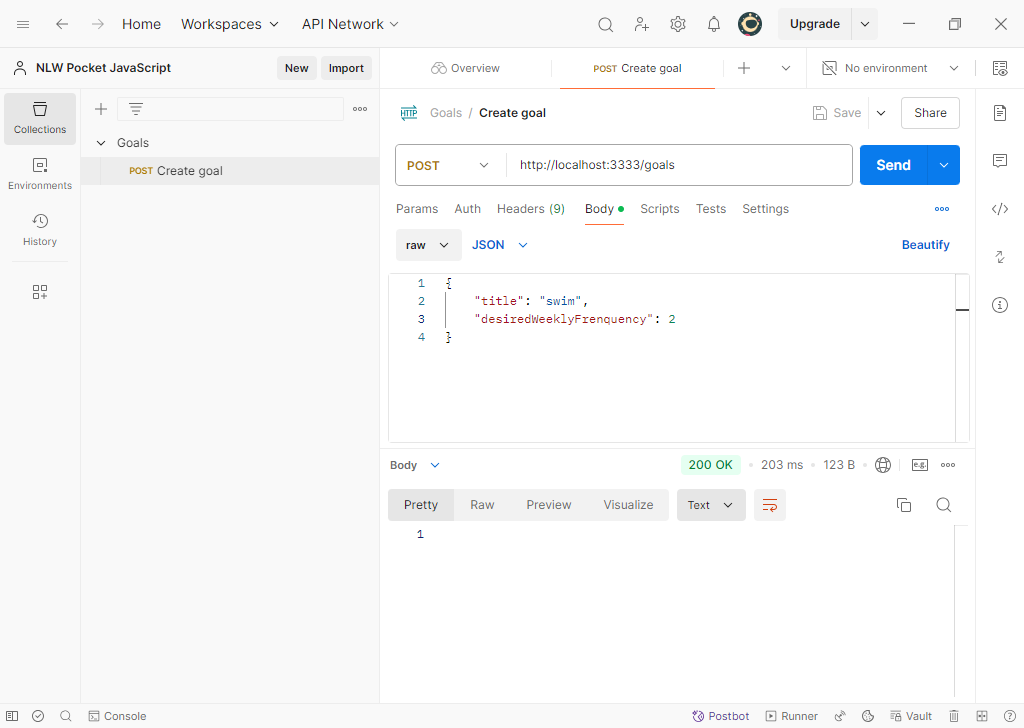 Home Workspaces API Network Upgrade
NLW Pocket JavaScript New Import Overview POST Create goal No environment
Collections
Environments
History
Goals
POST Create goal
HTTP Goals / Create goal Save Share
POST http://localhost:3333/goals Send
Params Auth Headers (9) Body Scripts Tests Settings
raw JSON Beautify
1 {
2 "title": "swim",
3 "desiredWeeklyFrenquency": 2
4 }
Body 200 OK 203 ms 123 B e.g.
Pretty Raw Preview Visualize Text
1
Console Postbot Runner Vault